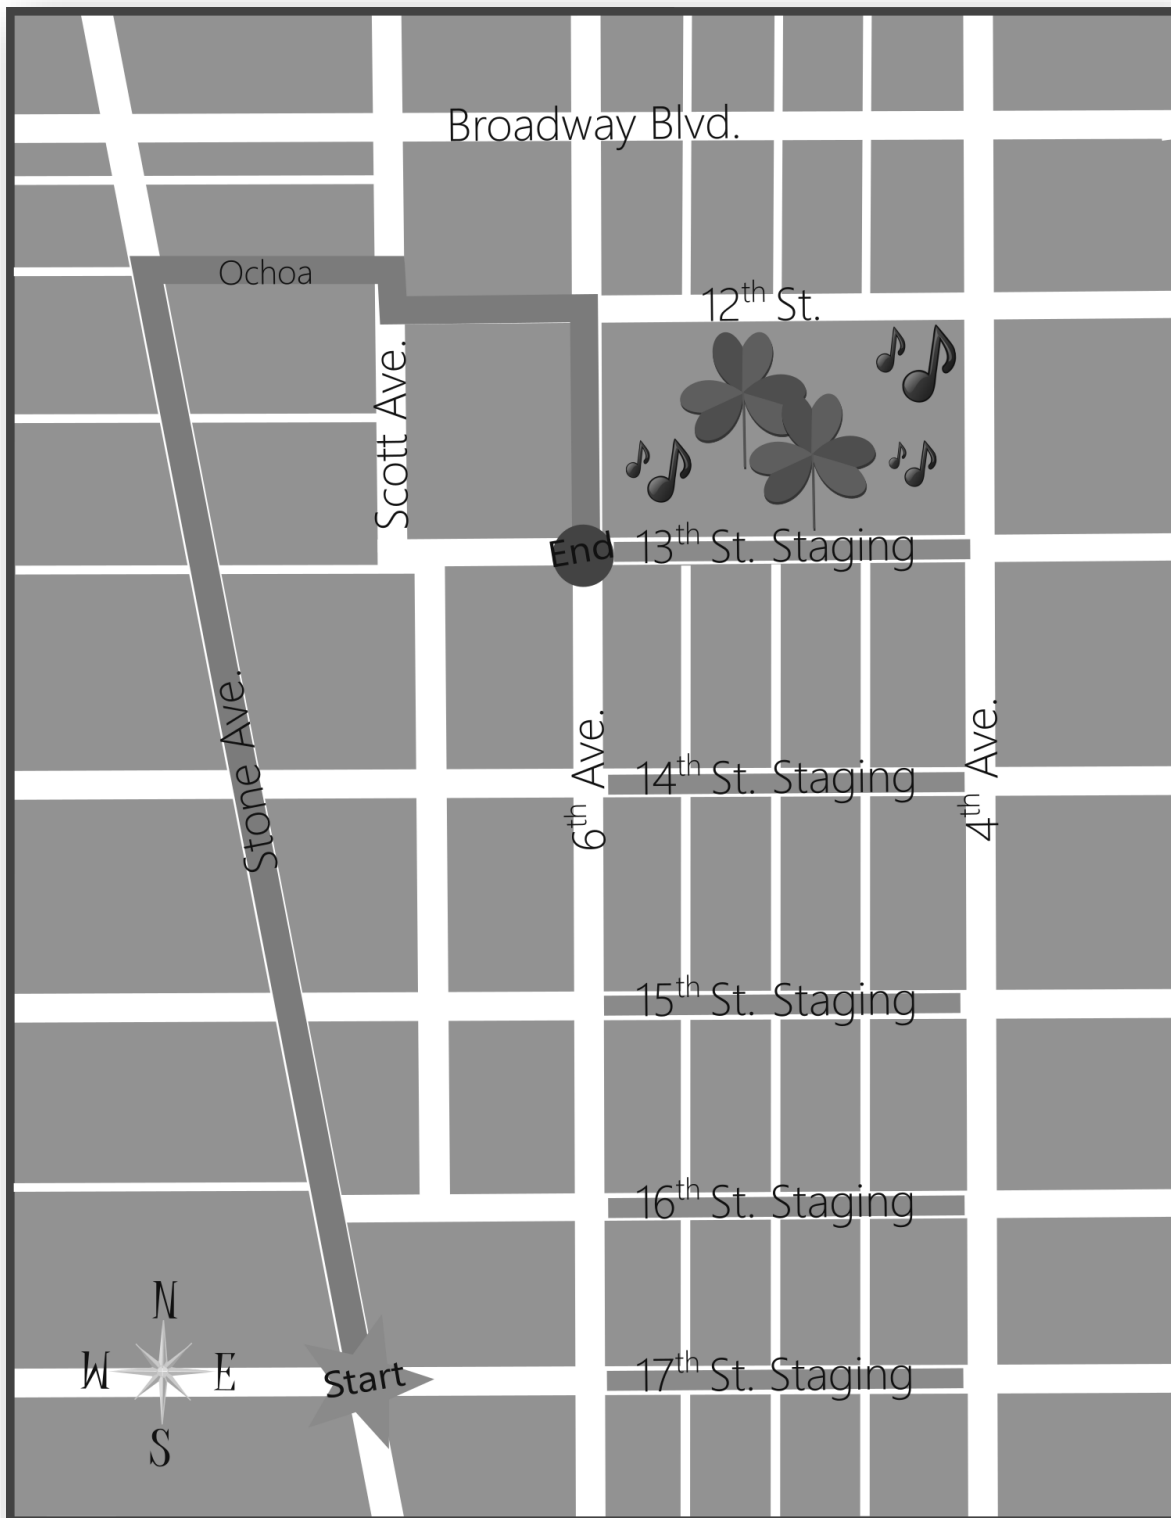 Broadway Blvd.
Ochoa
12th St.
Scott Ave.
End
13th St. Staging
Stone Ave.
6th Ave.
14th St. Staging
4th Ave.
15th St. Staging
16th St. Staging
N
W E
S
Start
17th St. Staging